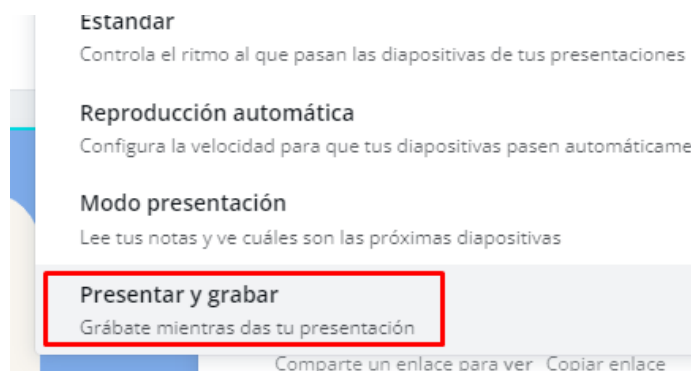 Estándar
Controla el ritmo al que pasan las diapositivas de tus presentaciones
Reproducción automática
Configura la velocidad para que tus diapositivas pasen automáticame
Modo presentación
Lee tus notas y ve cuáles son las próximas diapositivas
Presentar y grabar
Grábate mientras das tu presentación
Comparte un enlace para ver Copiar enlace